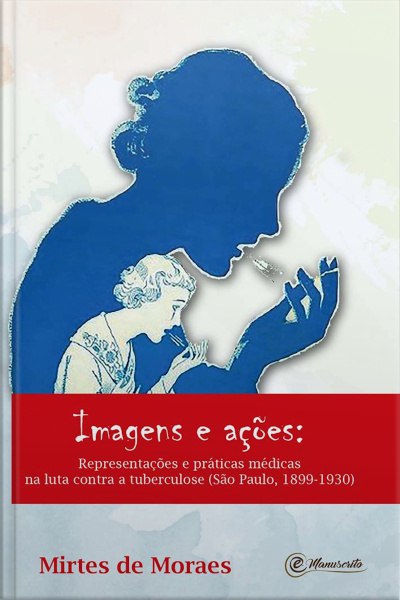 Imagens e ações:
Representações e práticas médicas
na luta contra a tuberculose (São Paulo, 1899-1930)
Mirtes de Moraes
e Manuscrito